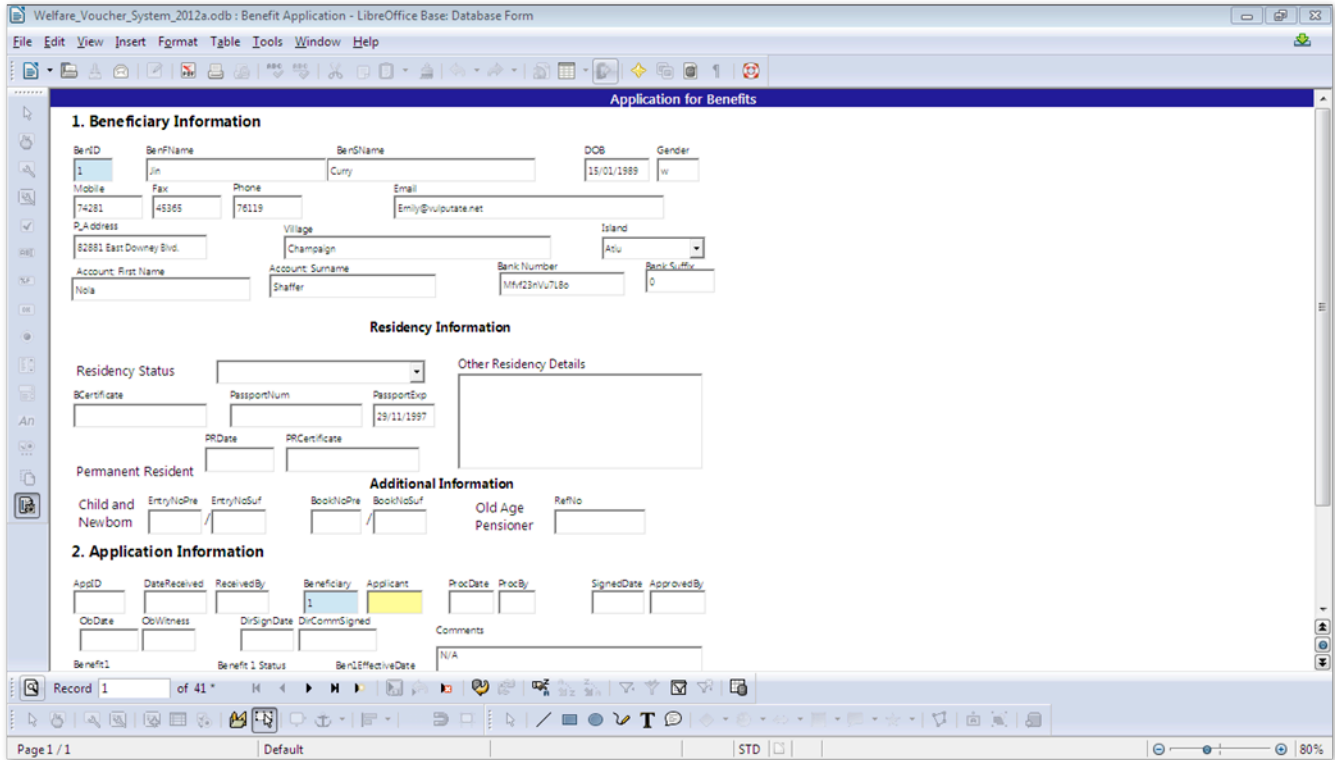 Welfare_Voucher_System_2012a.odb : Benefit Application - LibreOffice Base: Database Form
File Edit View Insert Format Table Tools Window Help
Application for Benefits
1. Beneficiary Information
BenID BenFName BenSName DOB Gender
1 Jin Curry 15/01/1989 w
Mobile Fax Phone Email
74281 45365 76119 Emily@vulputate.net
P_Address Village Island
82881 East Downey Blvd. Champaign Atiu
Account: First Name Account: Surname Bank Number Bank Suffix
Nola Shaffer Mfvf23nVu7L8o 0
Residency Information
Residency Status Other Residency Details
BCertificate PassportNum PassportExp
29/11/1997
PRDate PRCertificate
Permanent Resident
Additional Information
Child and Newborn EntryNoPre EntryNoSuf BookNoPre BookNoSuf Old Age Pensioner RefNo
/ /
2. Application Information
AppID DateReceived ReceivedBy Beneficiary Applicant ProcDate ProcBy SignedDate ApprovedBy
1
ObDate ObWitness DirSignDate DirCommSigned Comments
N/A
Benefit1 Benefit 1 Status Ben1EffectiveDate
Record 1 of 41 *
Page 1 / 1 Default STD 80%